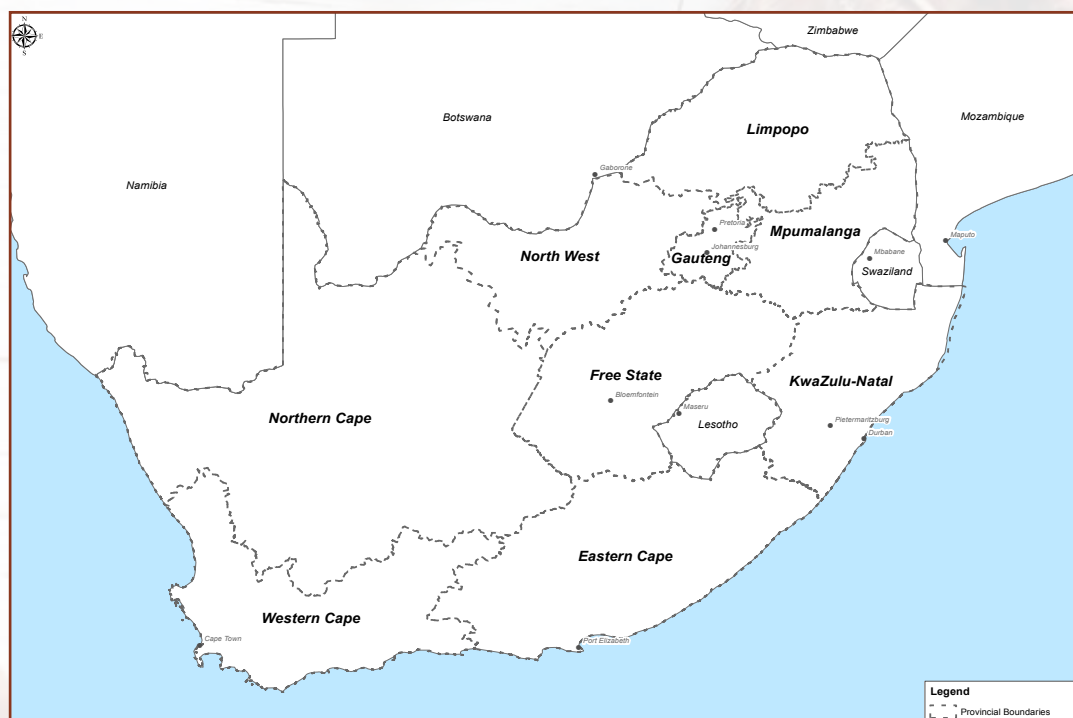 N
E
S
Zimbabwe
Mozambique
Botswana
Limpopo
Gaborone
Namibia
Pretoria
Mpumalanga
Maputo
Johannesburg
North West
Gauteng
Mbabane
Swaziland
Free State
KwaZulu-Natal
Bloemfontein
Maseru
Northern Cape
Lesotho
Pietermaritzburg
Durban
Eastern Cape
Western Cape
Cape Town
Port Elizabeth
Legend
Provincial Boundaries